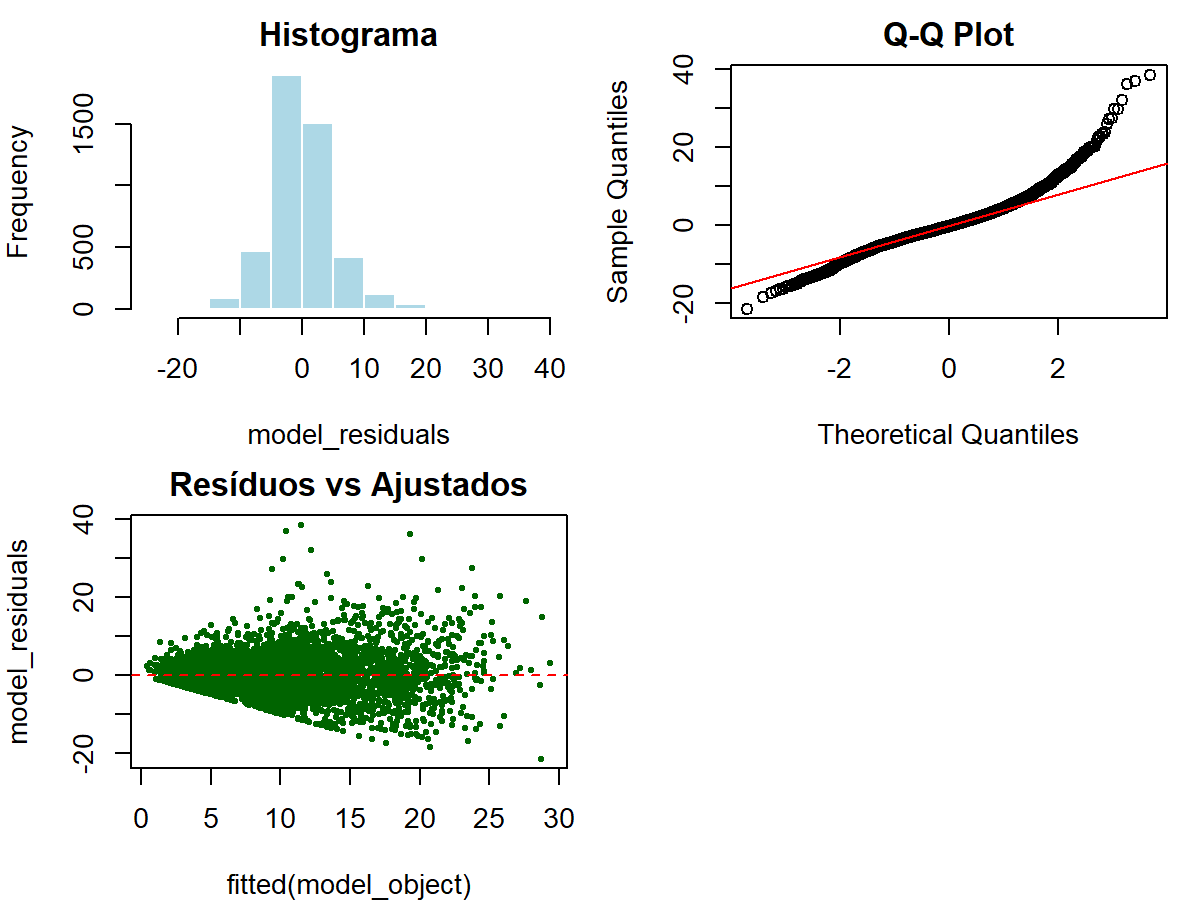 Histograma
Frequency
1500
500
0
-20 0 10 20 30 40
model_residuals
Q-Q Plot
Sample Quantiles
40
20
0
-20
-2 0 2
Theoretical Quantiles
Resíduos vs Ajustados
model_residuals
40
20
0
-20
0 5 10 15 20 25 30
fitted(model_object)